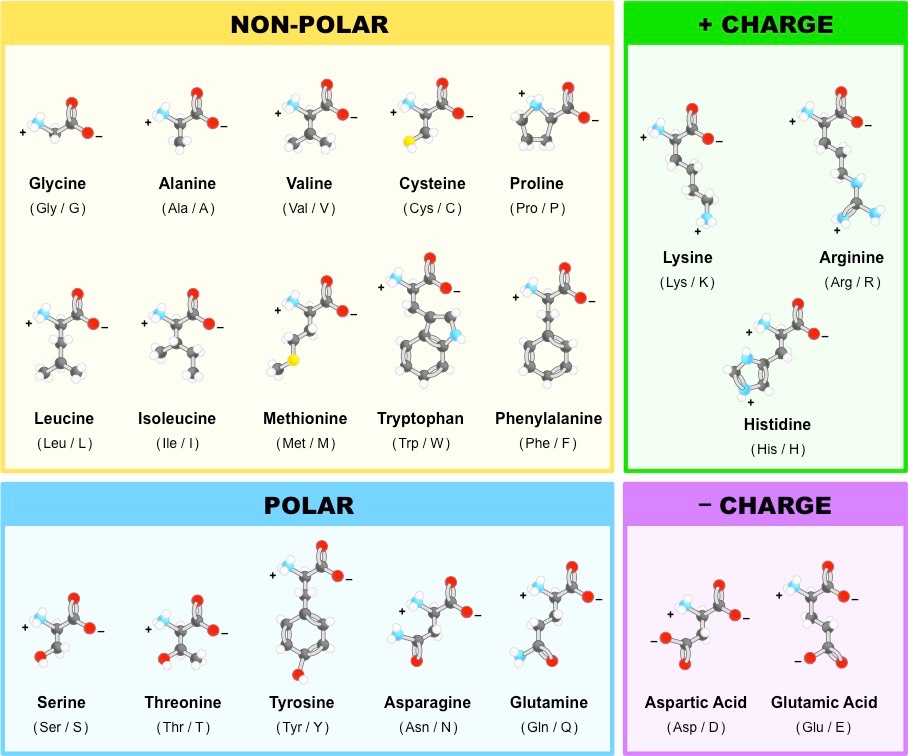 NON-POLAR
Glycine
(Gly / G)
Alanine
(Ala / A)
Valine
(Val / V)
Cysteine
(Cys / C)
Proline
(Pro / P)
Leucine
(Leu / L)
Isoleucine
(Ile / I)
Methionine
(Met / M)
Tryptophan
(Trp / W)
Phenylalanine
(Phe / F)
+ CHARGE
Lysine
(Lys / K)
Arginine
(Arg / R)
Histidine
(His / H)
POLAR
Serine
(Ser / S)
Threonine
(Thr / T)
Tyrosine
(Tyr / Y)
Asparagine
(Asn / N)
Glutamine
(Gln / Q)
– CHARGE
Aspartic Acid
(Asp / D)
Glutamic Acid
(Glu / E)